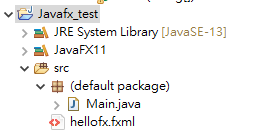 Javafx_test
JRE System Library [JavaSE-13]
JavaFX11
src
(default package)
Main.java
hellofx.fxml